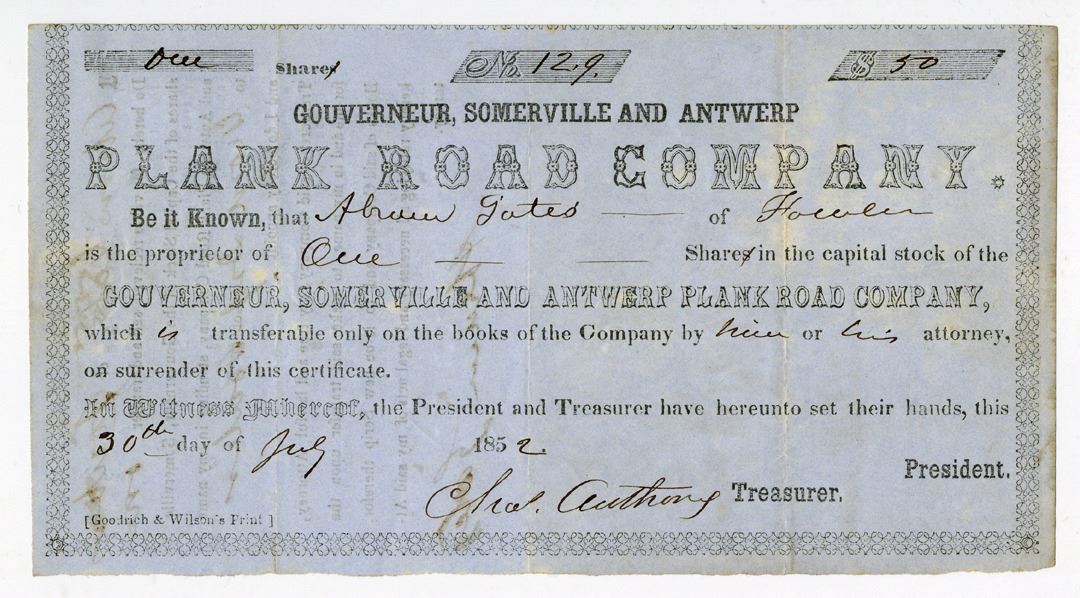 One Shares No. 129. $ 50
GOUVERNEUR, SOMERVILLE AND ANTWERP
PLANK ROAD COMPANY.
Be it Known, that Abram Gates of Fowler
is the proprietor of One Shares in the capital stock of the
GOUVERNEUR, SOMERVILLE AND ANTWERP PLANK ROAD COMPANY,
which is transferable only on the books of the Company by him or his attorney,
on surrender of this certificate.
In Witness Whereof, the President and Treasurer have hereunto set their hands, this
30th day of July 1852.
President.
Chas. Anthony Treasurer.
[Goodrich & Wilson's Print]